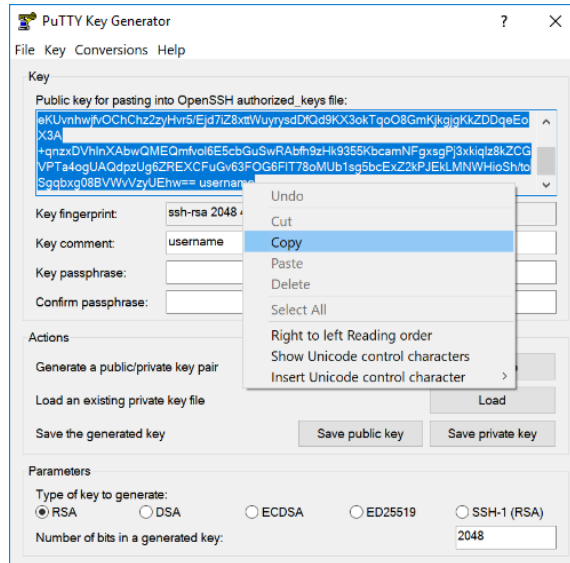 PuTTY Key Generator
File Key Conversions Help
Key
Public key for pasting into OpenSSH authorized_keys file:
eKUvnhwjfvOChChz2zyHvr5/Ejd7iZ8xttWuyrysdDfQd9KX3okTqoO8GmKjkgjgKkZDDqeEo
X3A
+qnzxDVhlnXAbwQMEQmfvol6E5cbGuSwRAbfh9zHk9355KbcamNFgxsgPj3xkiqlz8kZCG
VPTa4ogUAQdpzUg6ZREXCFuGv63FOG6FIT78oMUb1sg5bcExZ2kPJEkLMNWHioSh/to
Sgqbxg08BVWvVzyUEhw== username
Undo
Key fingerprint: ssh-rsa 2048
Cut
Key comment: username
Copy
Paste
Key passphrase:
Delete
Confirm passphrase:
Select All
Actions
Right to left Reading order
Show Unicode control characters
Generate a public/private key pair
Insert Unicode control character
Load an existing private key file Load
Save the generated key Save public key Save private key
Parameters
Type of key to generate:
RSA DSA ECDSA ED25519 SSH-1 (RSA)
Number of bits in a generated key: 2048